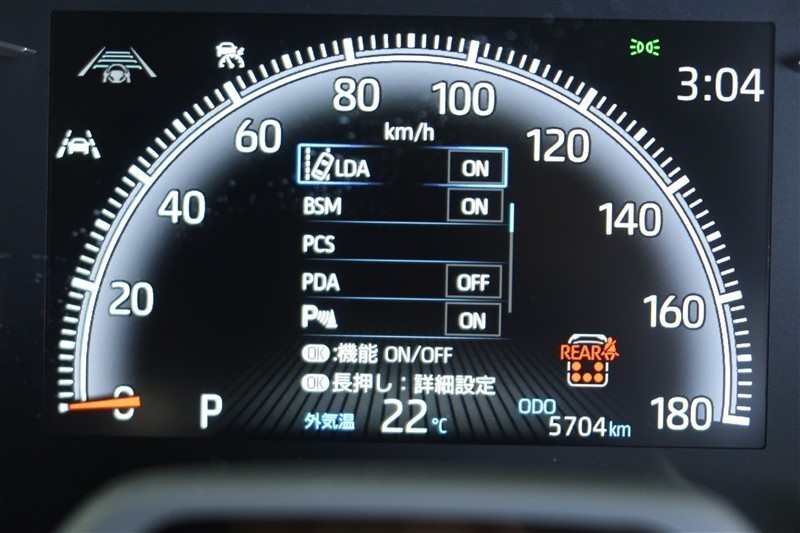 3:04
80
100
km/h
60
120
LDA ON
BSM ON
40
140
PCS
PDA OFF
20
160
P ON
OK:機能 ON/OFF
REAR
OK長押し:詳細設定
0
P
外気温 22℃
ODO
5704km
180